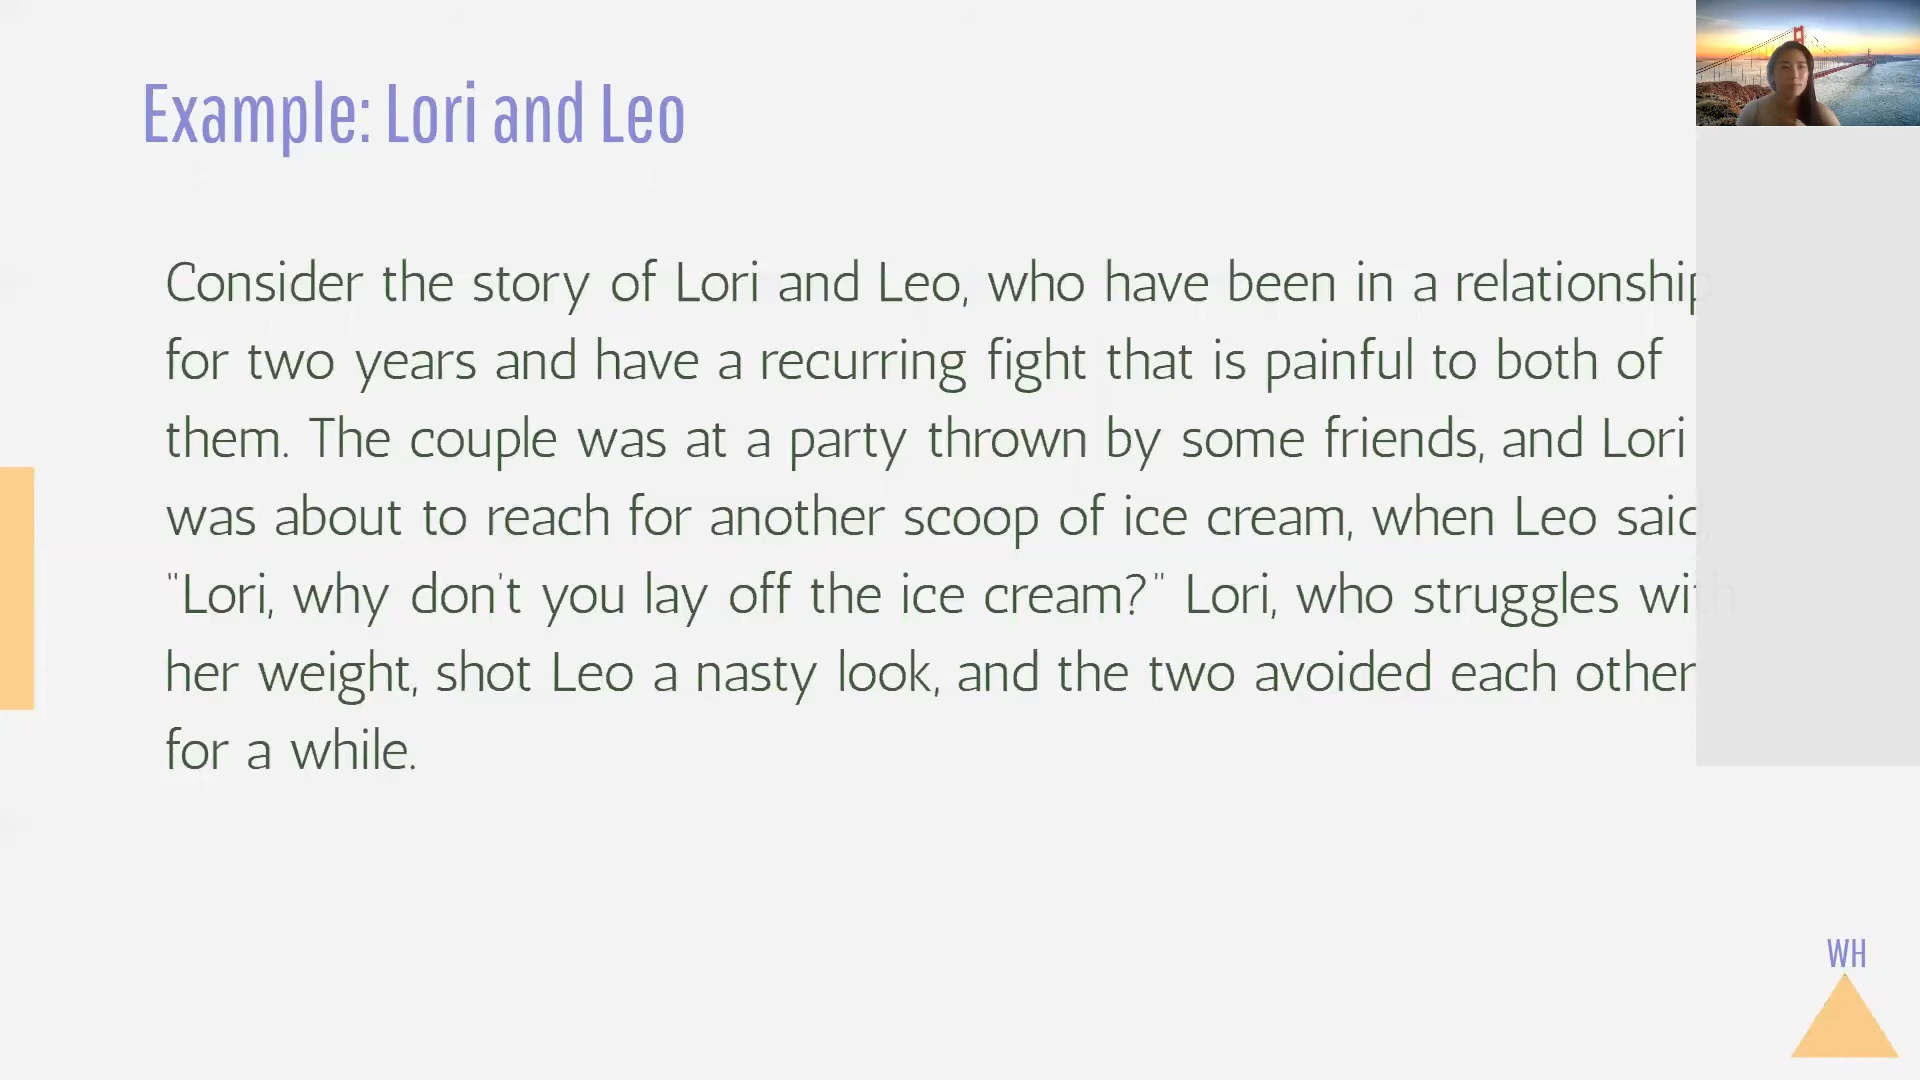 Example: Lori and Leo
Consider the story of Lori and Leo, who have been in a relationship
for two years and have a recurring fight that is painful to both of
them. The couple was at a party thrown by some friends, and Lori
was about to reach for another scoop of ice cream, when Leo said,
"Lori, why don't you lay off the ice cream?" Lori, who struggles with
her weight, shot Leo a nasty look, and the two avoided each other
for a while.
WH